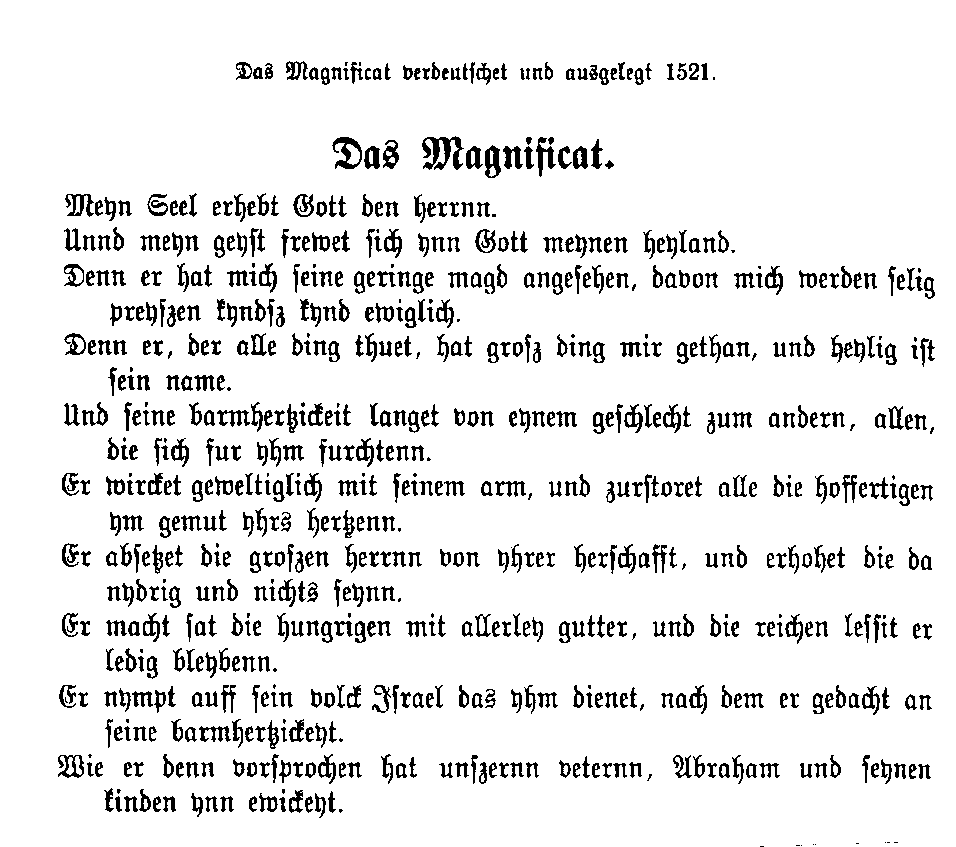 Das Magnificat verdeutschet und ausgelegt 1521.
Das Magnificat.
Meyn Seel erhebt Gott den herrnn.
Unnd meyn geyst frewet sich ynn Gott meynen heyland.
Denn er hat mich seine geringe magd angesehen, davon mich werden selig
preyszen kyndsz kynd ewiglich.
Denn er, der alle ding thuet, hat grosz ding mir gethan, und heylig ist
sein name.
Und seine barmhertzickeit langet von eynem geschlecht zum andern, allen,
die sich fur yhm furchtenn.
Er wircket geweltiglich mit seinem arm, und zurstoret alle die hoffertigen
ym gemut yhrs hertzenn.
Er absetzet die groszen herrnn von yhrer herschafft, und erhohet die da
nydrig und nichts seynn.
Er macht sat die hungrigen mit allerley gutter, und die reichen lessit er
ledig bleybenn.
Er nympt auff sein volck Israel das yhm dienet, nach dem er gedacht an
seine barmhertzickeyt.
Wie er denn vorsprochen hat unszernn veternn, Abraham und seynen
kinden ynn ewickeyt.